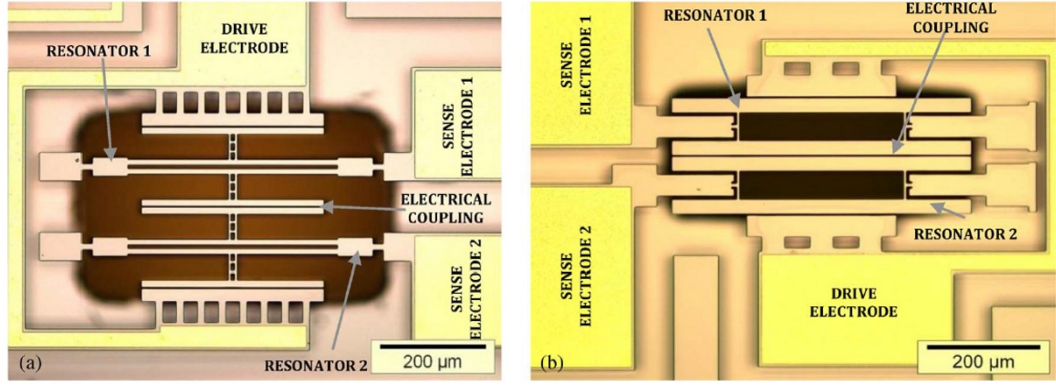 RESONATOR 1
DRIVE
ELECTRODE
SENSE
ELECTRODE 1
ELECTRICAL
COUPLING
SENSE
ELECTRODE 2
RESONATOR 2
(a)
200 µm
SENSE
ELECTRODE 1
RESONATOR 1
ELECTRICAL
COUPLING
SENSE
ELECTRODE 2
RESONATOR 2
DRIVE
ELECTRODE
(b)
200 µm